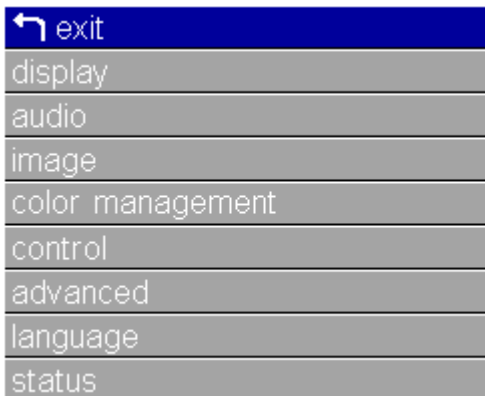 exit
display
audio
image
color management
control
advanced
language
status